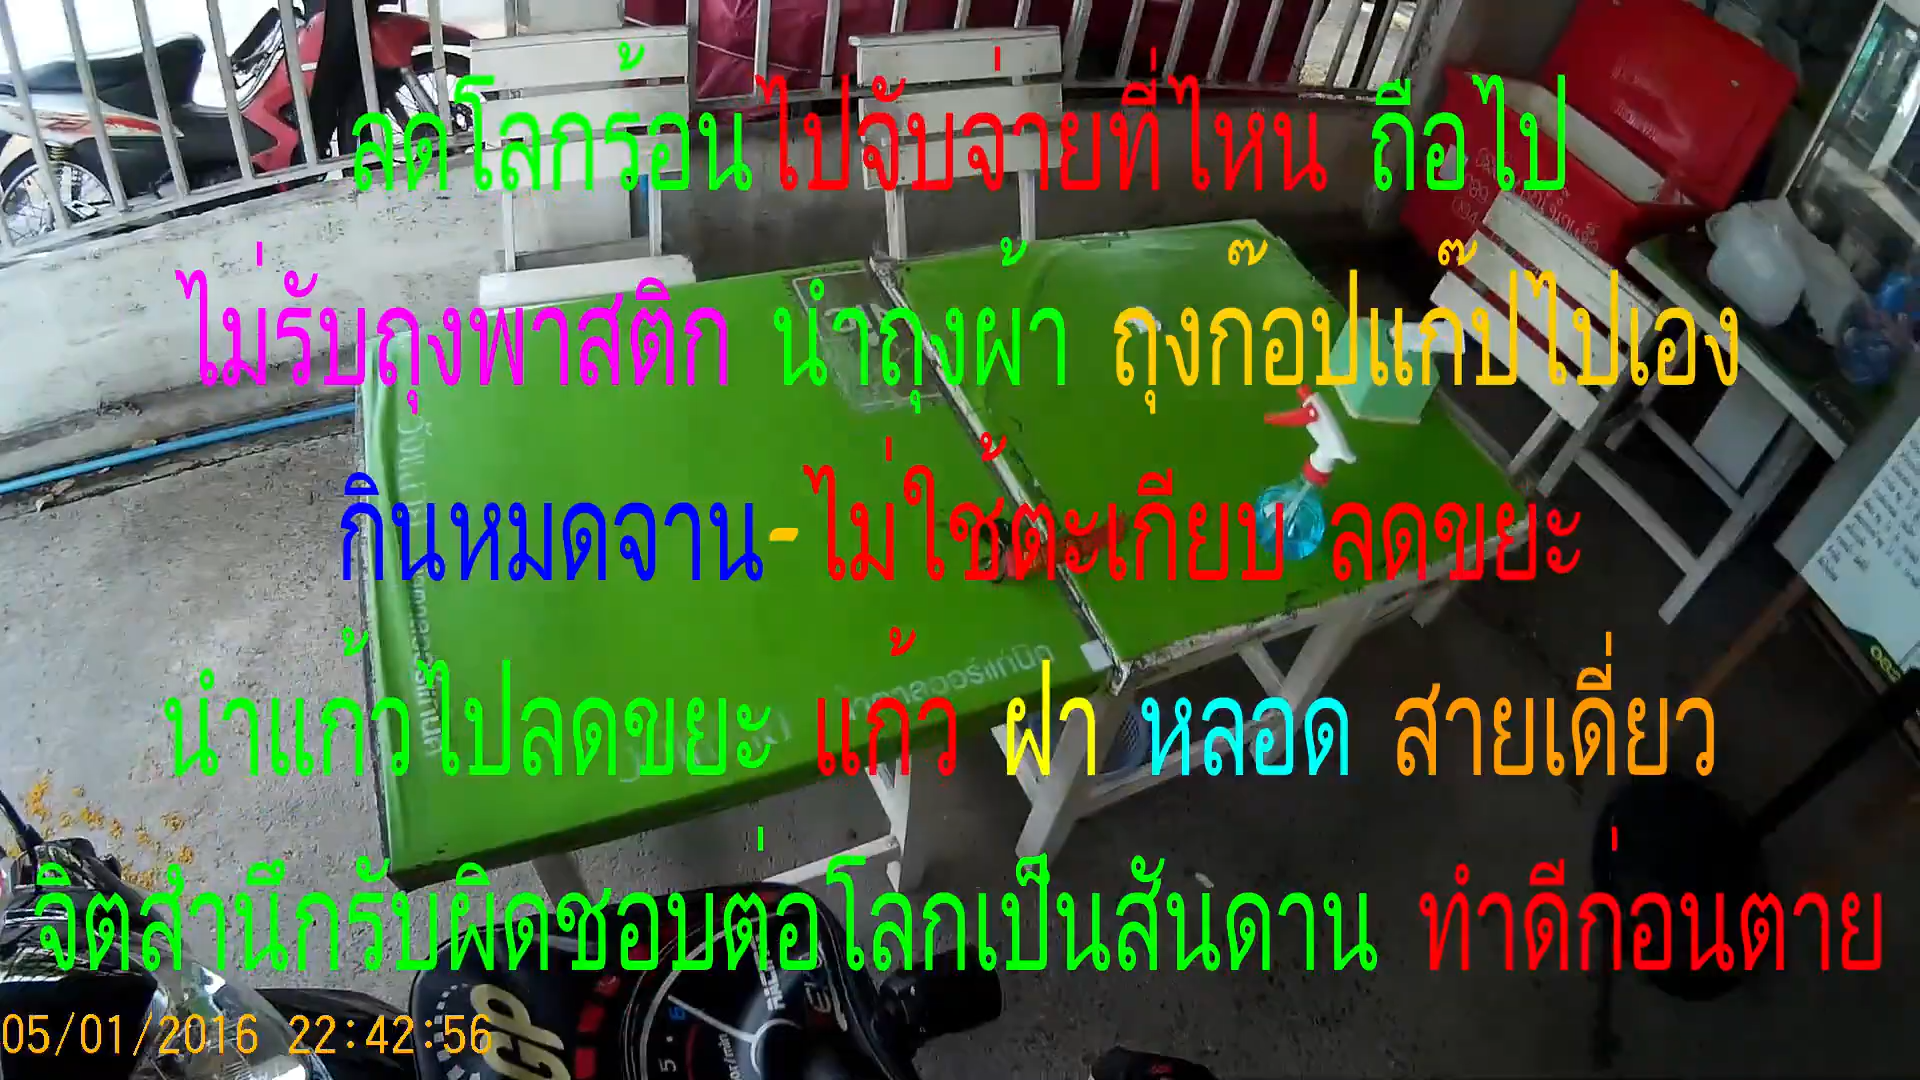 ลดโลกร้อนไปจับจ่ายที่ไหน ถือไป
ไม่รับถุงพาสติก นำถุงผ้า ถุงก๊อปแก๊ปไปเอง
กินหมดจาน-ไม่ใช้ตะเกียบ ลดขยะ
นำแก้วไปลดขยะ แก้ว ฝา หลอด สายเดี่ยว
จิตสำนึกรับผิดชอบต่อโลกเป็นสันดาน ทำดีก่อนตาย
05/01/2016 22:42:56